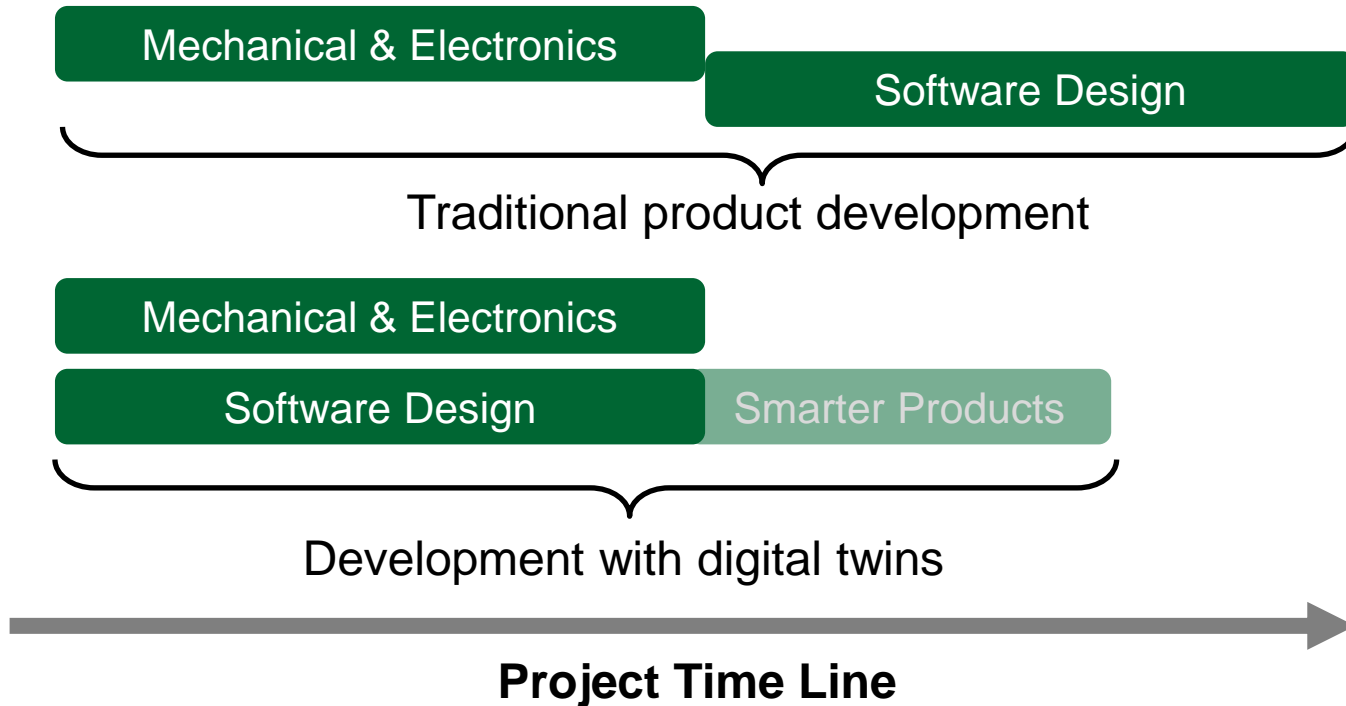 Mechanical & Electronics
Software Design
Traditional product development
Mechanical & Electronics
Software Design
Smarter Products
Development with digital twins
Project Time Line